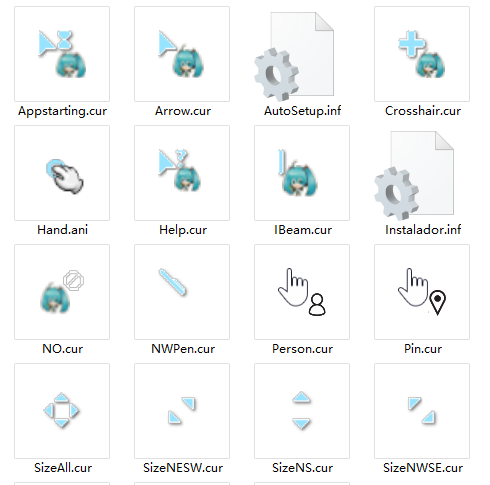 Appstarting.cur
Arrow.cur
AutoSetup.inf
Crosshair.cur
Hand.ani
Help.cur
IBeam.cur
Instalador.inf
NO.cur
NWPen.cur
Person.cur
Pin.cur
SizeAll.cur
SizeNESW.cur
SizeNS.cur
SizeNWSE.cur